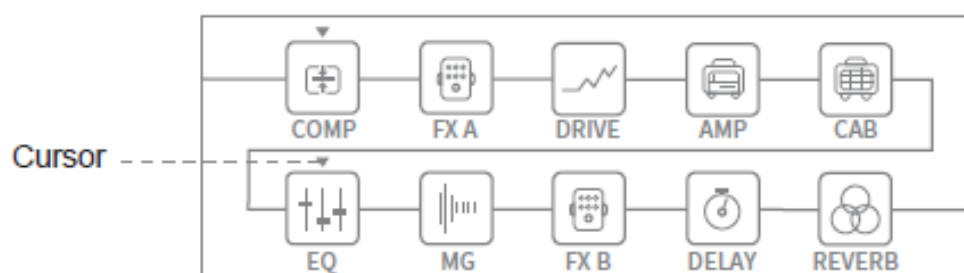 COMP FX A DRIVE AMP CAB
Cursor
EQ MG FX B DELAY REVERB